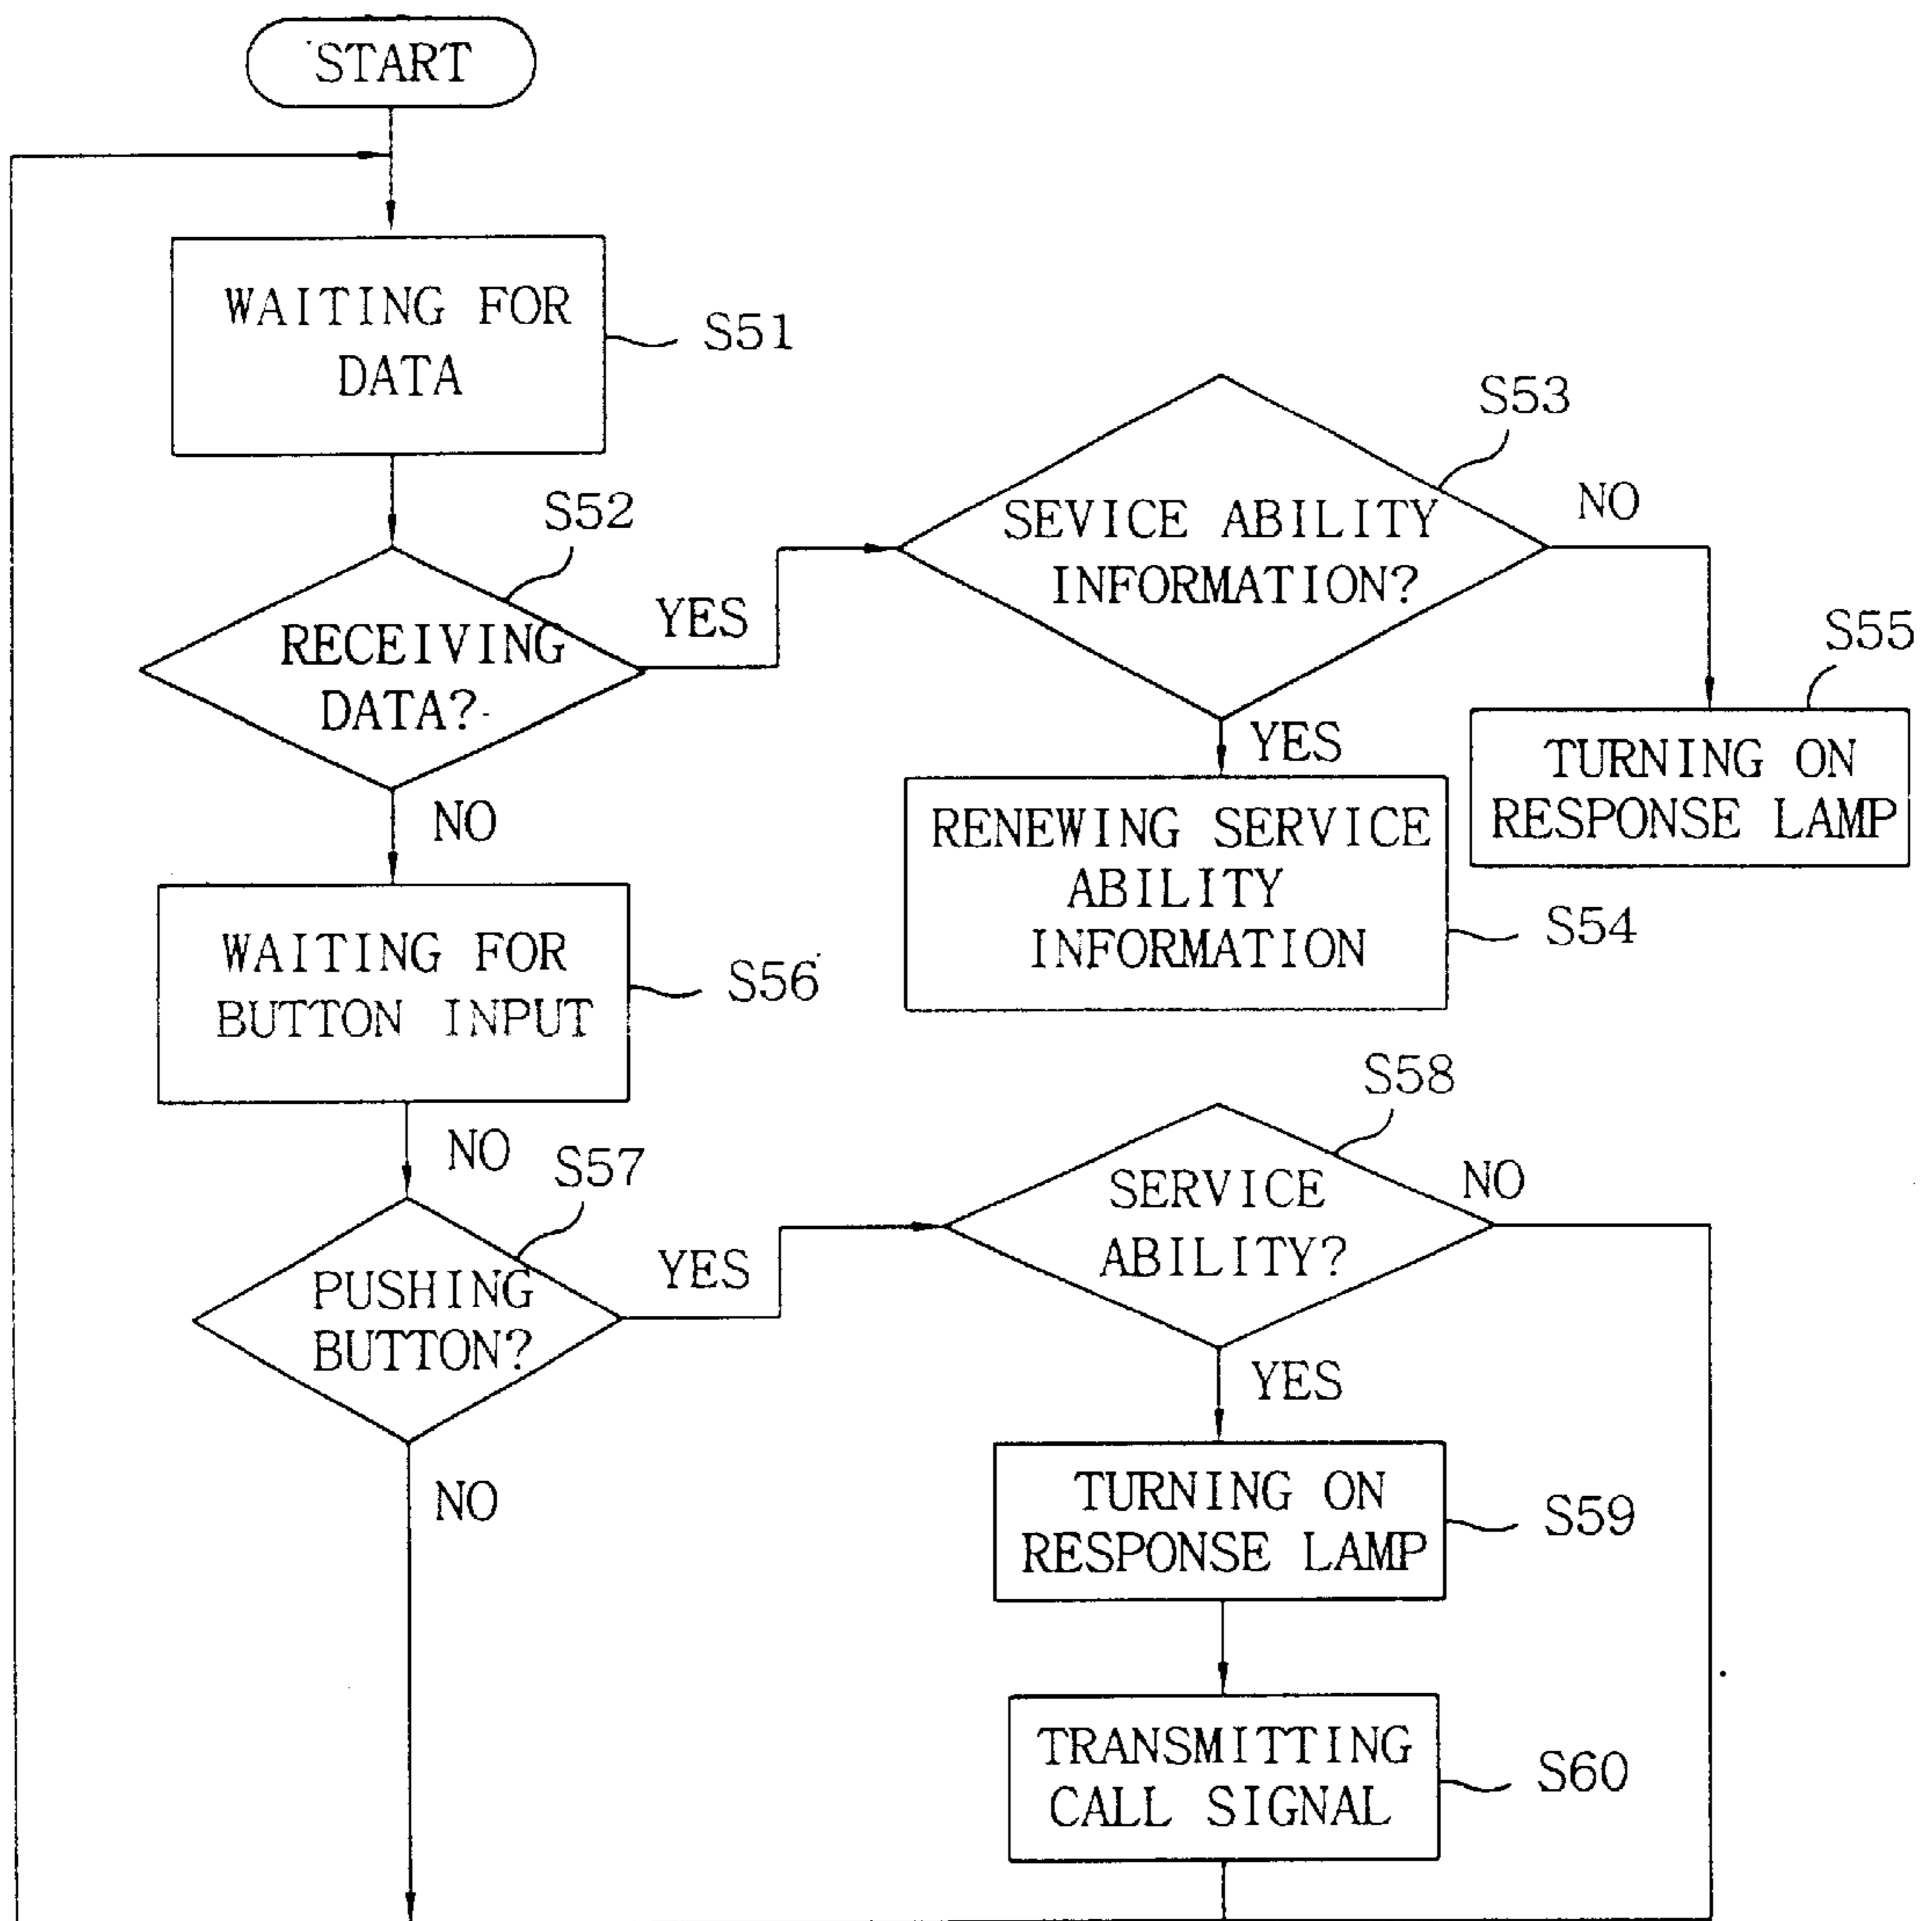 START
WAITING FOR
DATA
S51
S52
RECEIVING
DATA?
YES
NO
S53
SEVICE ABILITY
INFORMATION?
NO
YES
S55
TURNING ON
RESPONSE LAMP
RENEWING SERVICE
ABILITY
INFORMATION
S54
WAITING FOR
BUTTON INPUT
S56
NO
S57
PUSHING
BUTTON?
YES
NO
S58
SERVICE
ABILITY?
NO
YES
TURNING ON
RESPONSE LAMP
S59
TRANSMITTING
CALL SIGNAL
S60